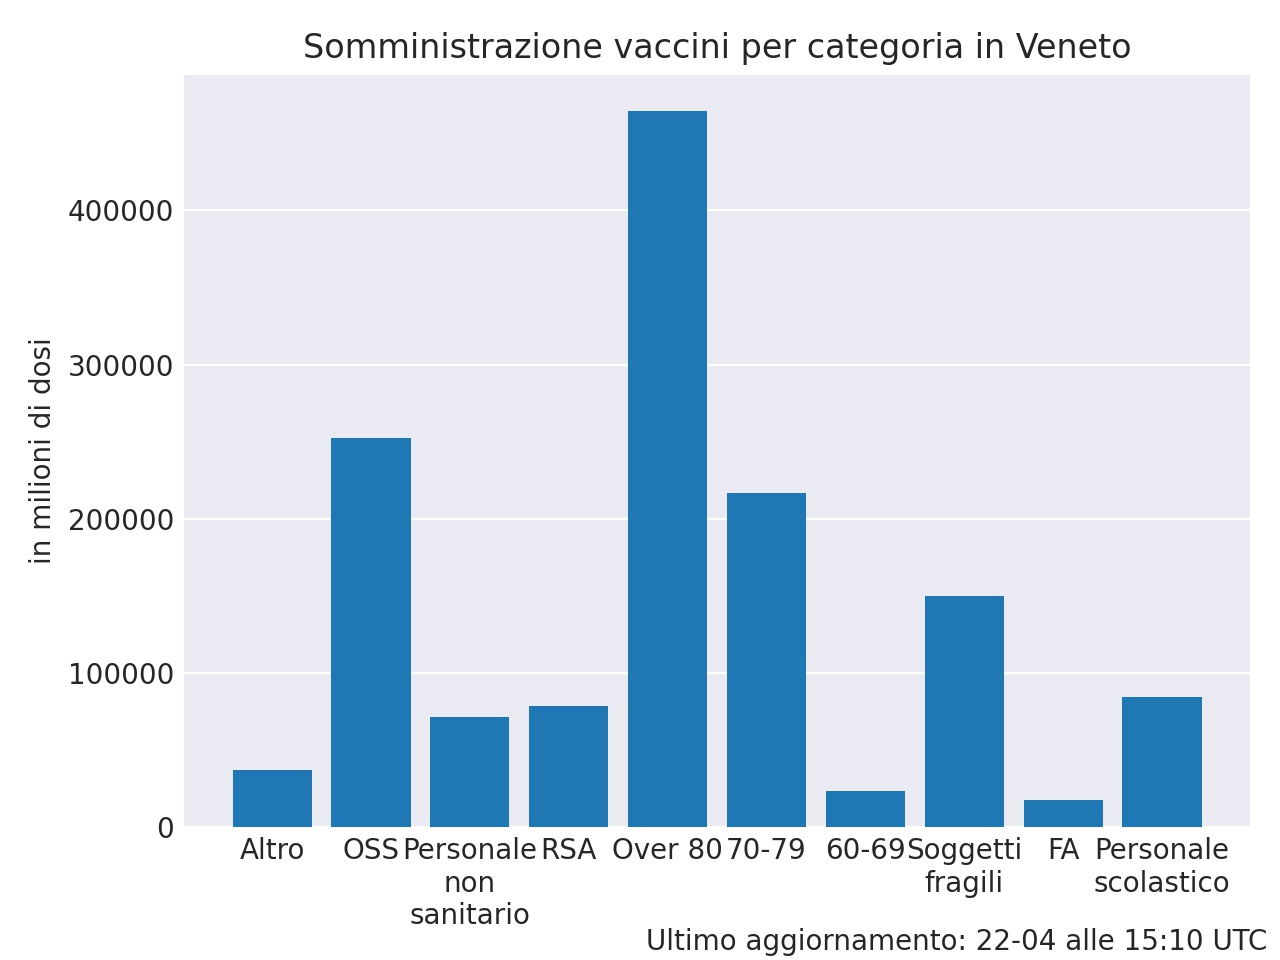 Somministrazione vaccini per categoria in Veneto
in milioni di dosi
400000
300000
200000
100000
0
Altro
OSS
Personale
non
sanitario
RSA
Over 80
70-79
60-69
Soggetti
fragili
FA
Personale
scolastico
Ultimo aggiornamento: 22-04 alle 15:10 UTC